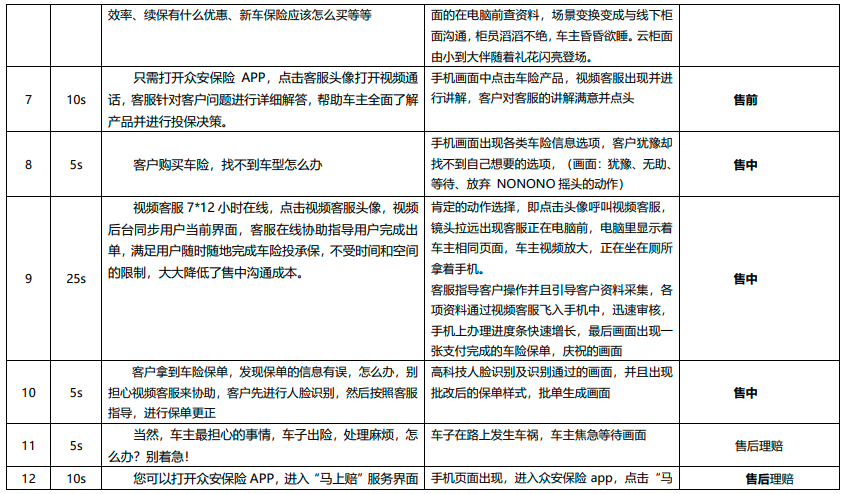 效率、续保有什么优惠、新车保险应该怎么买等等
面的在电脑前查资料，场景变换变成与线下柜
面沟通，柜员滔滔不绝，车主昏昏欲睡。云柜面
由小到大伴随着礼花闪亮登场。
7
10s
只需打开众安保险 APP，点击客服头像打开视频通
话，客服针对客户问题进行详细解答，帮助车主全面了解
产品并进行投保决策。
手机画面中点击车险产品，视频客服出现并进
行讲解，客户对客服的讲解满意并点头
售前
8
5s
客户购买车险，找不到车型怎么办
手机画面出现各类车险信息选项，客户犹豫却
找不到自己想要的选项，（画面：犹豫、无助、
等待、放弃 NONONO 摇头的动作）
售中
9
25s
视频客服 7*12 小时在线，点击视频客服头像，视频
后台同步用户当前界面，客服在线协助指导用户完成出
单，满足用户随时随地完成车险投承保，不受时间和空间
的限制，大大降低了售中沟通成本。
肯定的动作选择，即点击头像呼叫视频客服，
镜头拉远出现客服正在电脑前，电脑里显示着
车主相同页面，车主视频放大，正在坐在厕所
拿着手机。
客服指导客户操作并且引导客户资料采集，各
项资料通过视频客服飞入手机中，迅速审核，
手机上办理进度条快速增长，最后画面出现一
张支付完成的车险保单，庆祝的画面
售中
10
5s
客户拿到车险保单，发现保单的信息有误，怎么办，别
担心视频客服来协助，客户先进行人脸识别，然后按照客服
指导，进行保单更正
高科技人脸识别及识别通过的画面，并且出现
批改后的保单样式，批单生成画面
售中
11
5s
当然，车主最担心的事情，车子出险，处理麻烦，怎
么办？别着急！
车子在路上发生车祸，车主焦急等待画面
售后理赔
12
10s
您可以打开众安保险 APP，进入“马上赔”服务界面
手机页面出现，进入众安保险 app，点击“马
售后理赔